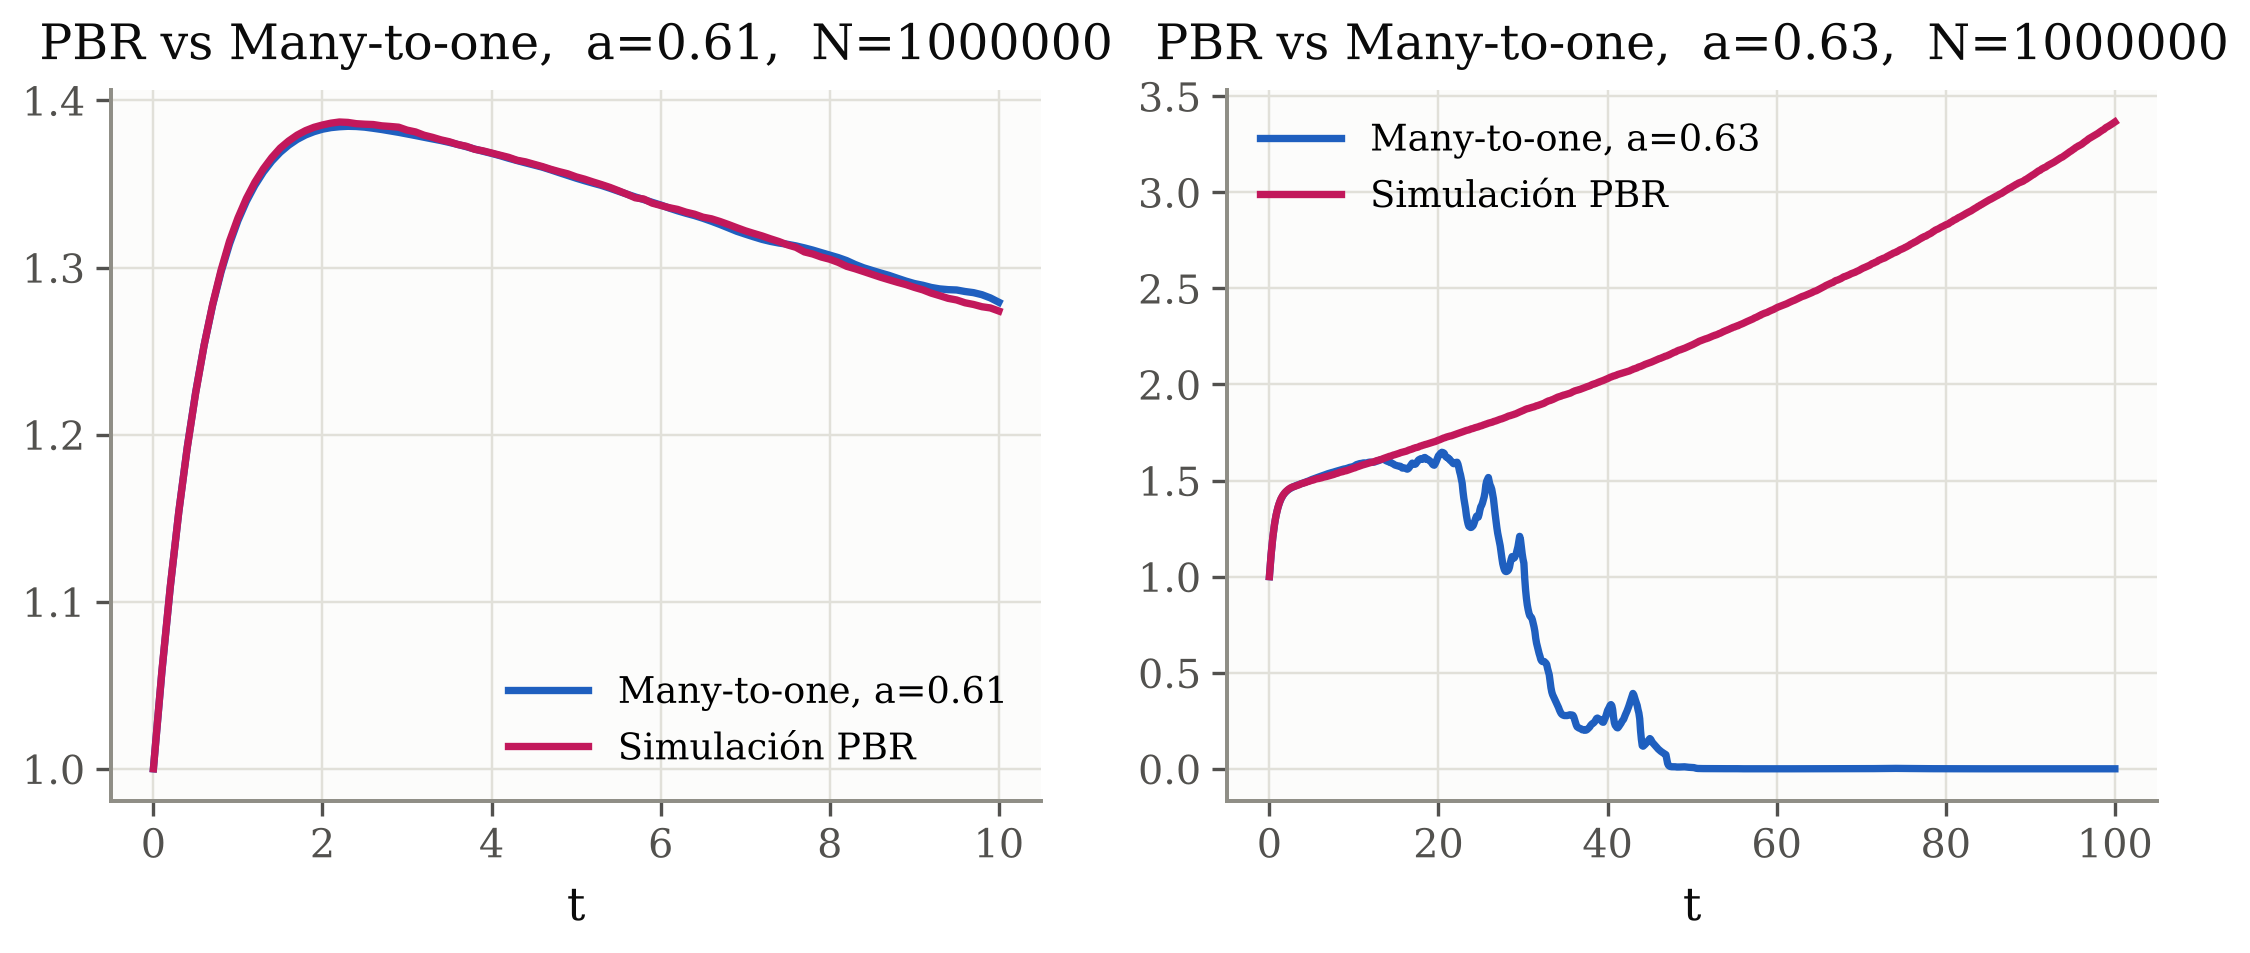 PBR vs Many-to-one, a=0.61, N=1000000
1.4
1.3
1.2
1.1
1.0
Many-to-one, a=0.61
Simulación PBR
0 2 4 6 8 10
t
PBR vs Many-to-one, a=0.63, N=1000000
3.5
3.0
2.5
2.0
1.5
1.0
0.5
0.0
Many-to-one, a=0.63
Simulación PBR
0 20 40 60 80 100
t